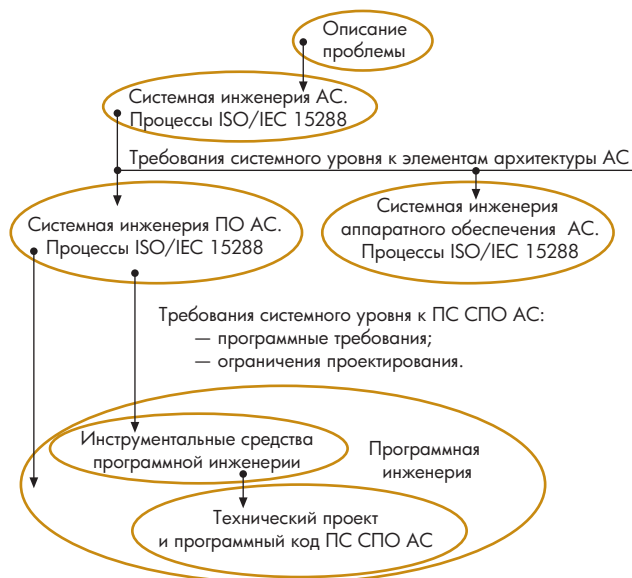 Описание
проблемы
Системная инженерия АС.
Процессы ISO/IEC 15288
Требования системного уровня к элементам архитектуры АС
Системная инженерия ПО АС.
Процессы ISO/IEC 15288
Системная инженерия
аппаратного обеспечения АС.
Процессы ISO/IEC 15288
Требования системного уровня к ПС СПО АС:
— программные требования;
— ограничения проектирования.
Инструментальные средства
программной инженерии
Программная
инженерия
Технический проект
и программный код ПС СПО АС